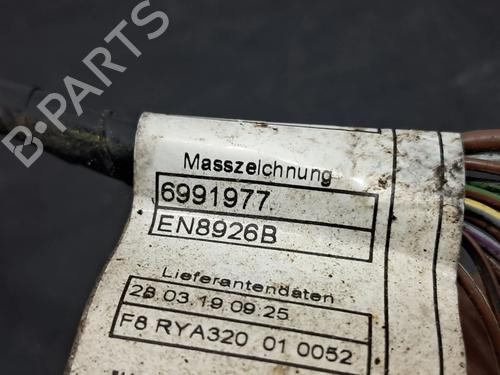 B-PARTS
Masszeichnung
6991977
EN8926B
Lieferantendaten
28.03.19.09.25
F8 RYA320 01 0052